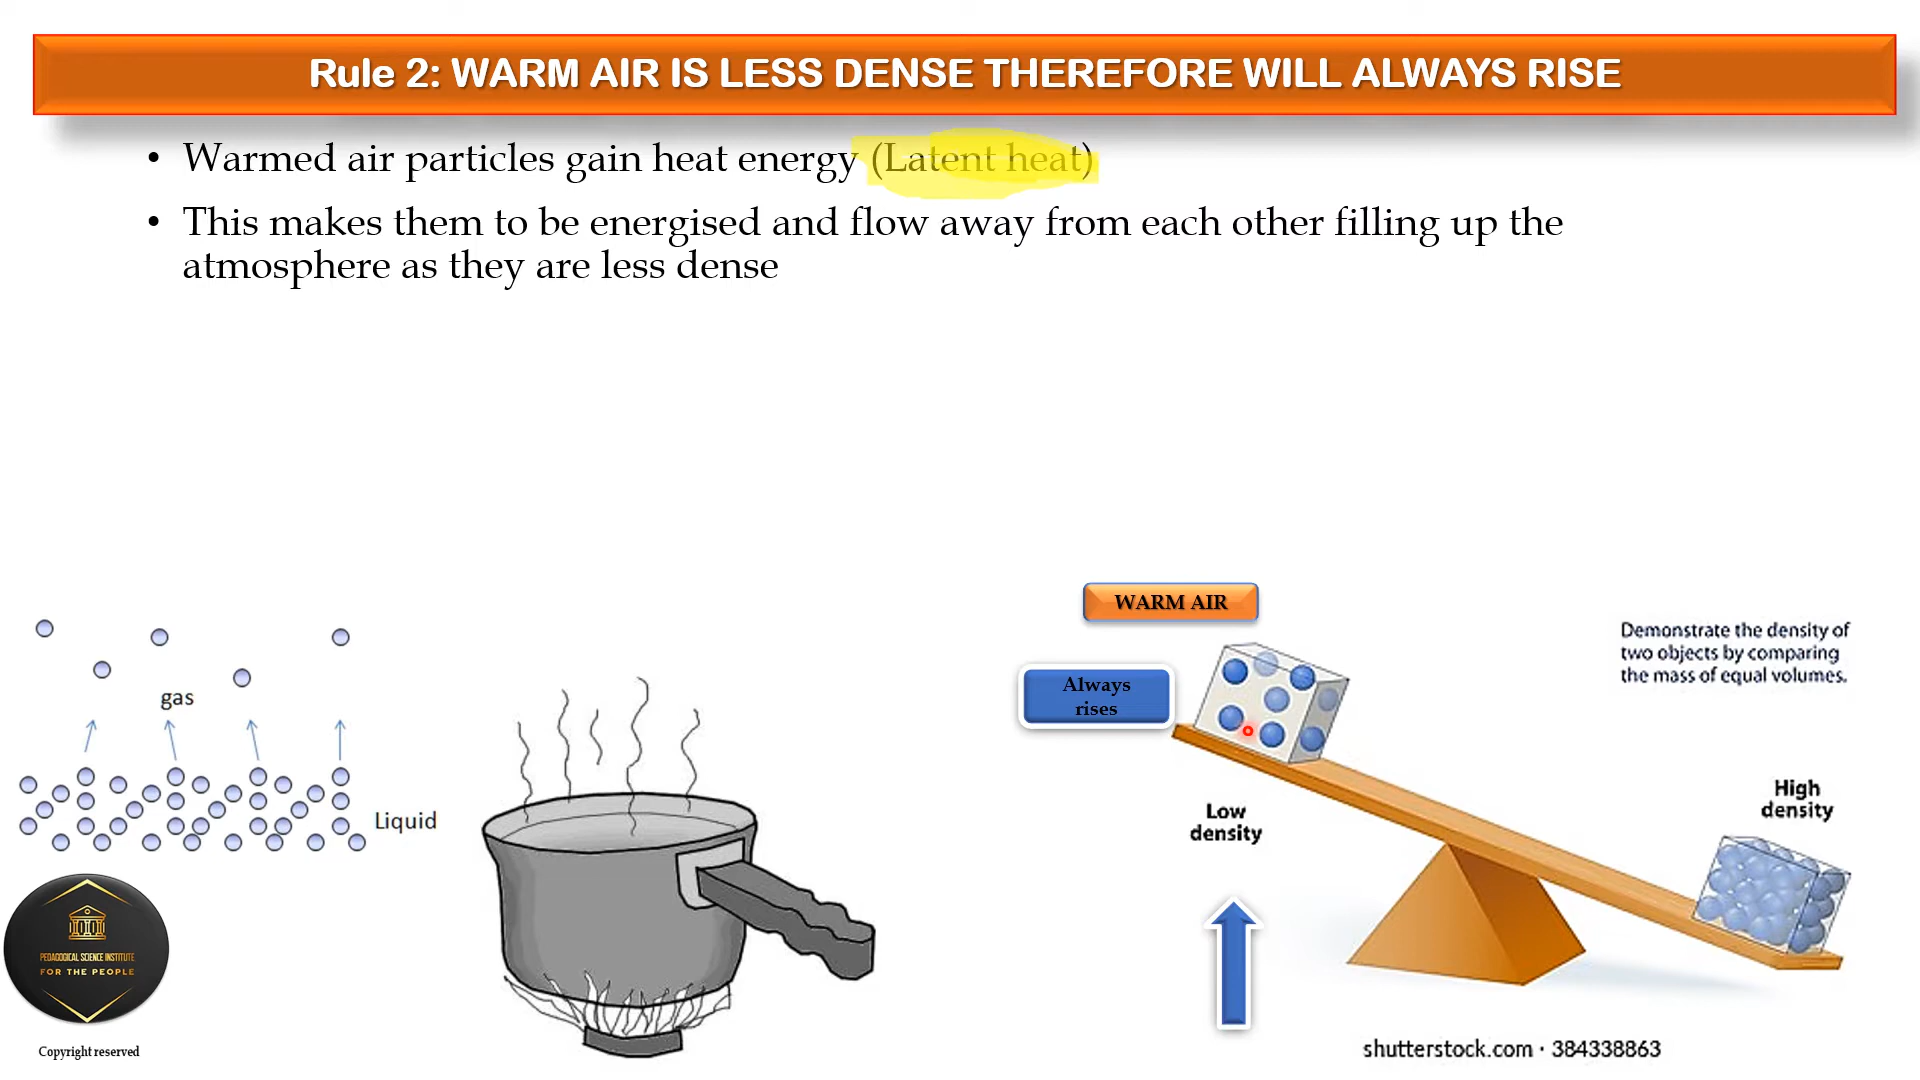 Rule 2: WARM AIR IS LESS DENSE THEREFORE WILL ALWAYS RISE
• Warmed air particles gain heat energy (Latent heat)
• This makes them to be energised and flow away from each other filling up the
atmosphere as they are less dense
gas
Liquid
WARM AIR
Always
rises
Demonstrate the density of
two objects by comparing
the mass of equal volumes.
Low
density
High
density
PEDAGOGICAL SCIENCE INSTITUTE
FOR THE PEOPLE
Copyright reserved
shutterstock.com · 384338863